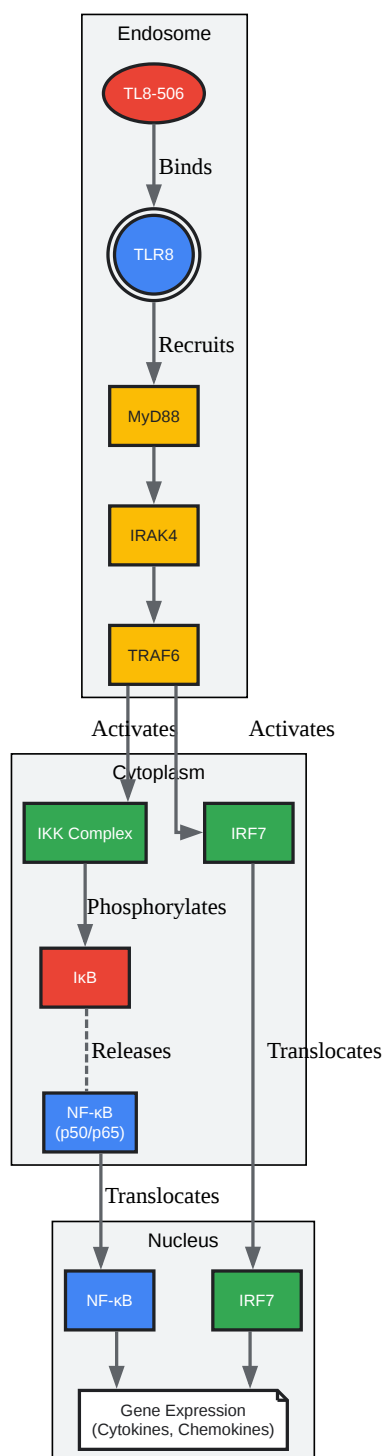 Endosome
TL8-506
Binds
TLR8
Recruits
MyD88
IRAK4
TRAF6
Activates
Activates
Cytoplasm
IKK Complex
IRF7
Phosphorylates
IκB
Releases
Translocates
NF-κB
(p50/p65)
Translocates
Nucleus
NF-κB
IRF7
Gene Expression
(Cytokines, Chemokines)